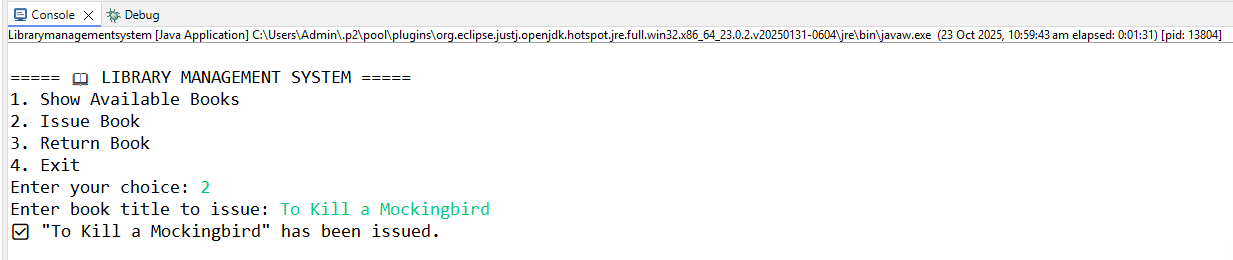 Console Debug
Librarymanagementsystem [Java Application] C:\Users\Admin\.p2\pool\plugins\org.eclipse.justj.openjdk.hotspot.jre.full.win32.x86_64_23.0.2.v20250131-0604\jre\bin\javaw.exe (23 Oct 2025, 10:59:43 am elapsed: 0:01:31) [pid: 13804]
===== 📖 LIBRARY MANAGEMENT SYSTEM =====
1. Show Available Books
2. Issue Book
3. Return Book
4. Exit
Enter your choice: 2
Enter book title to issue: To Kill a Mockingbird
☑ "To Kill a Mockingbird" has been issued.